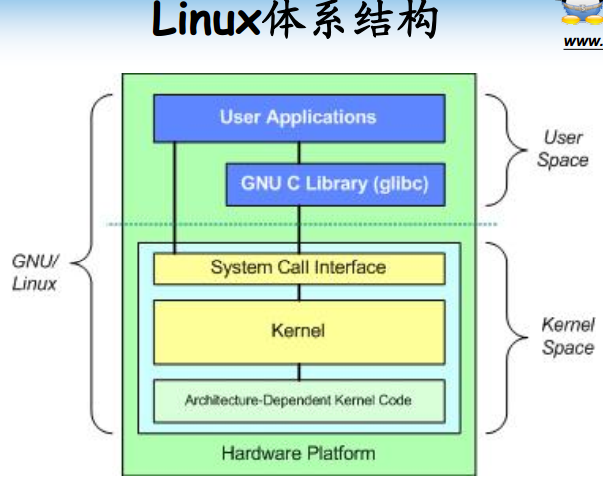 Linux体系结构
www.
User Applications
User
Space
GNU C Library (glibc)
GNU/
Linux
System Call Interface
Kernel
Kernel
Space
Architecture-Dependent Kernel Code
Hardware Platform